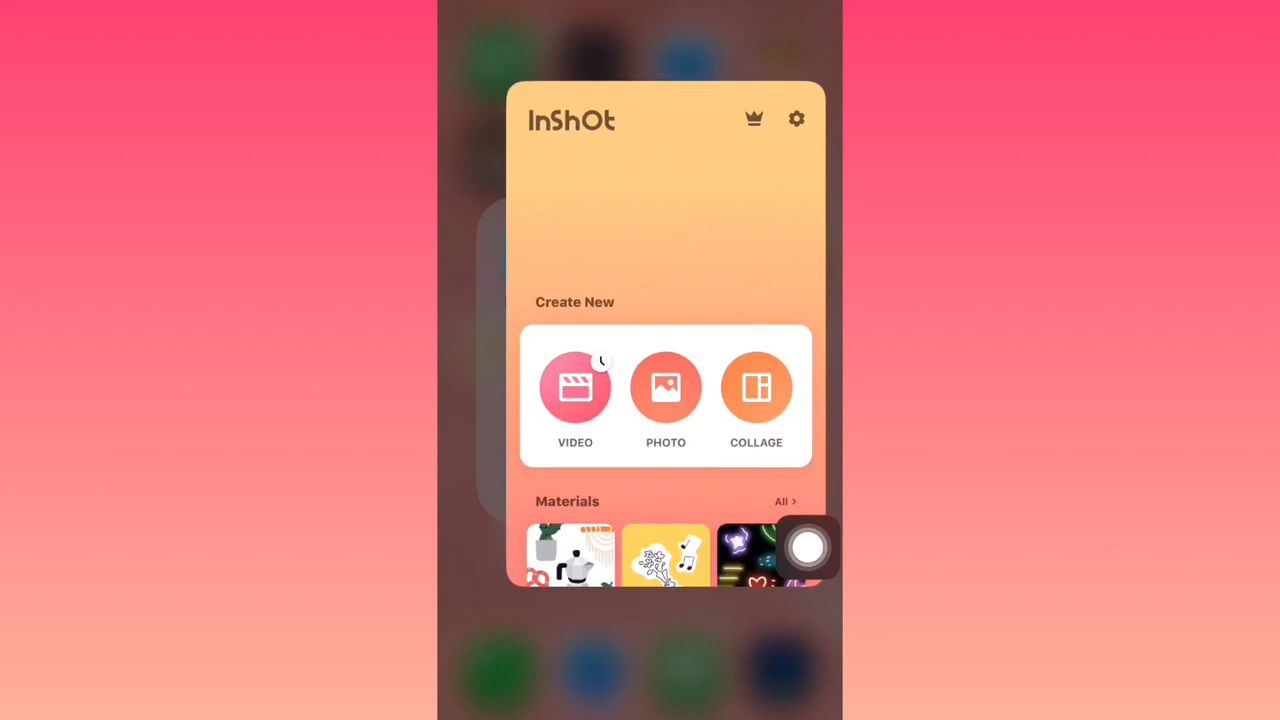 InShOt
Create New
VIDEO
PHOTO
COLLAGE
Materials
All >